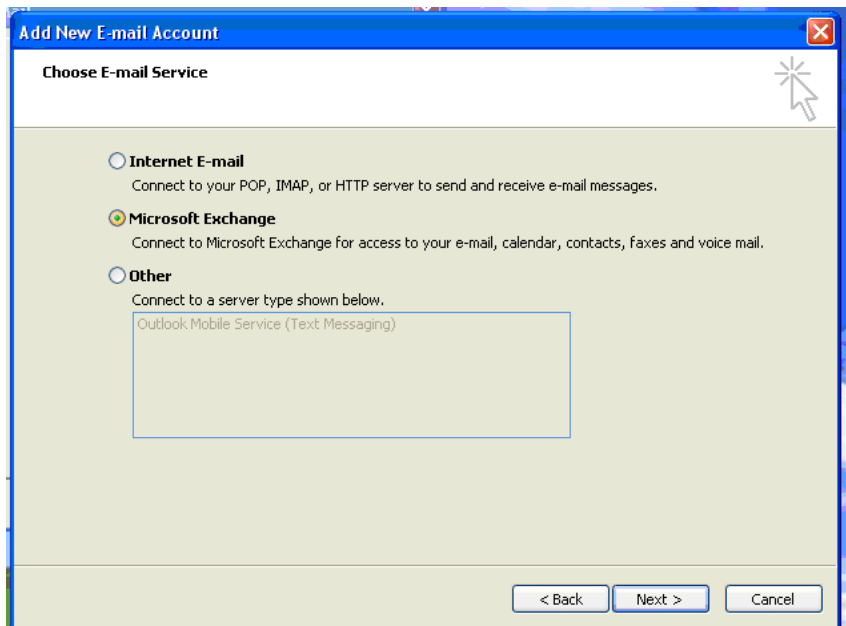 Add New E-mail Account
Choose E-mail Service
Internet E-mail
Connect to your POP, IMAP, or HTTP server to send and receive e-mail messages.
Microsoft Exchange
Connect to Microsoft Exchange for access to your e-mail, calendar, contacts, faxes and voice mail.
Other
Connect to a server type shown below.
Outlook Mobile Service (Text Messaging)
< Back Next > Cancel